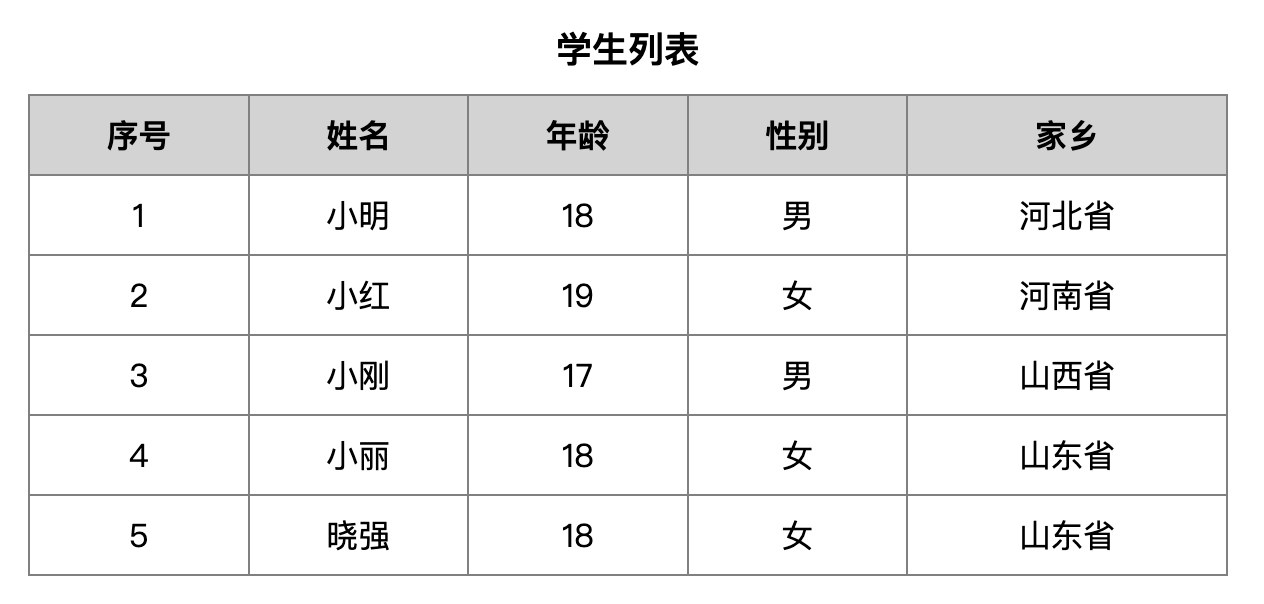 学生列表
序号 姓名 年龄 性别 家乡
1 小明 18 男 河北省
2 小红 19 女 河南省
3 小刚 17 男 山西省
4 小丽 18 女 山东省
5 晓强 18 女 山东省